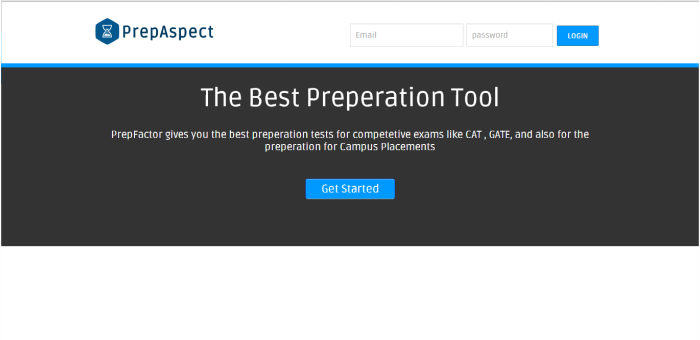 PrepAspect
Email password LOGIN
The Best Preperation Tool
PrepFactor gives you the best preperation tests for competetive exams like CAT , GATE, and also for the
preperation for Campus Placements
Get Started